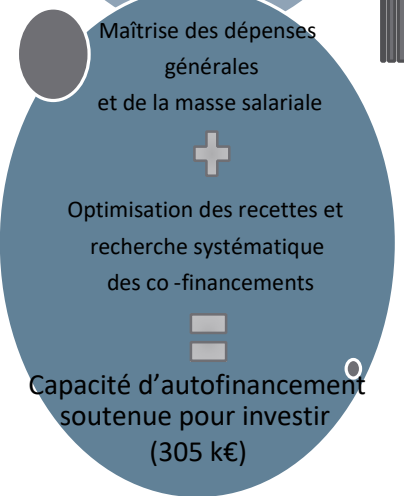 Maîtrise des dépenses
générales
et de la masse salariale
+
Optimisation des recettes et
recherche systématique
des co -financements
=
Capacité d’autofinancement
soutenue pour investir
(305 k€)